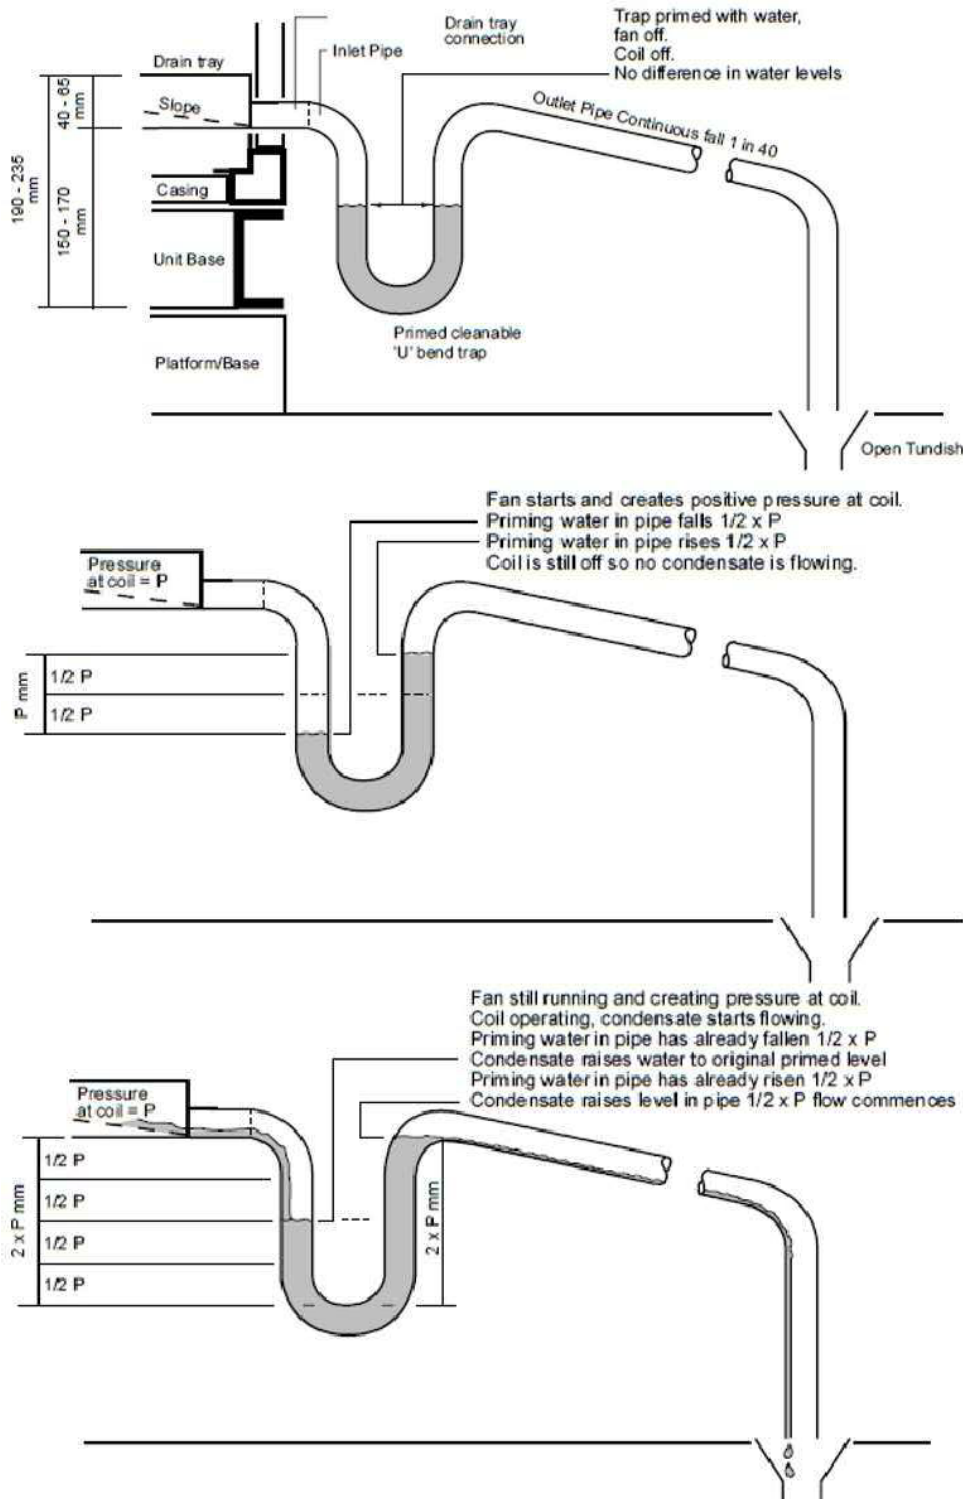 Drain tray
Inlet Pipe
Drain tray
connection
Trap primed with water,
fan off.
Coil off.
No difference in water levels
Slope
Outlet Pipe Continuous fall 1 in 40
40 - 65
mm
190 - 235
mm
150 - 170
mm
Casing
Unit Base
Primed cleanable
'U' bend trap
Platform/Base
Open Tundish
Fan starts and creates positive pressure at coil.
Priming water in pipe falls 1/2 x P
Priming water in pipe rises 1/2 x P
Coil is still off so no condensate is flowing.
Pressure
at coil = P
P mm
1/2 P
1/2 P
Fan still running and creating pressure at coil.
Coil operating, condensate starts flowing.
Priming water in pipe has already fallen 1/2 x P
Condensate raises water to original primed level
Priming water in pipe has already risen 1/2 x P
Condensate raises level in pipe 1/2 x P flow commences
Pressure
at coil = P
2 x P mm
1/2 P
1/2 P
1/2 P
1/2 P
2 x P mm